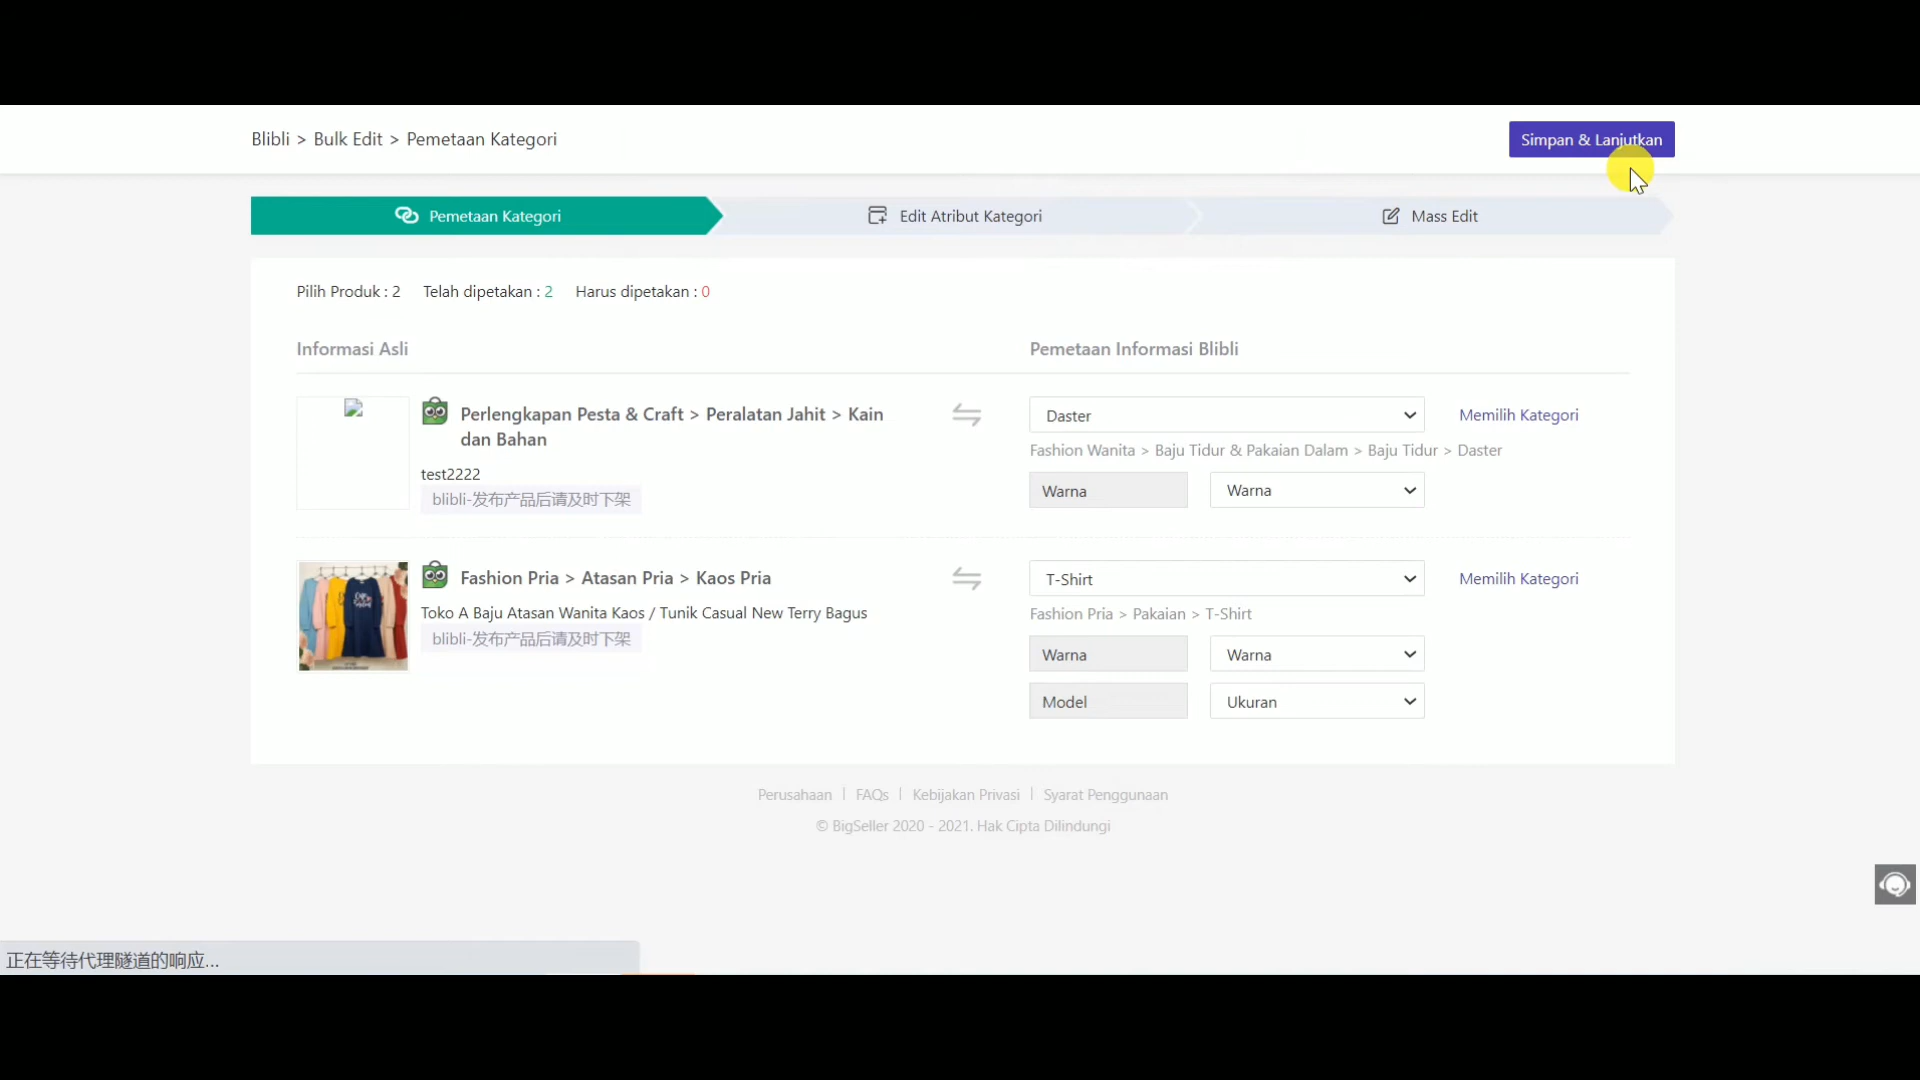 Blibli > Bulk Edit > Pemetaan Kategori
Simpan & Lanjutkan
Pemetaan Kategori
Edit Atribut Kategori
Mass Edit
Pilih Produk : 2 Telah dipetakan : 2 Harus dipetakan : 0
Informasi Asli
Pemetaan Informasi Blibli
Perlengkapan Pesta & Craft > Peralatan Jahit > Kain
dan Bahan
test2222
blibli-发布产品后请及时下架
Daster
Memilih Kategori
Fashion Wanita > Baju Tidur & Pakaian Dalam > Baju Tidur > Daster
Warna
Warna
Fashion Pria > Atasan Pria > Kaos Pria
Toko A Baju Atasan Wanita Kaos / Tunik Casual New Terry Bagus
blibli-发布产品后请及时下架
T-Shirt
Memilih Kategori
Fashion Pria > Pakaian > T-Shirt
Warna
Warna
Model
Ukuran
Perusahaan | FAQs | Kebijakan Privasi | Syarat Penggunaan
© BigSeller 2020 - 2021. Hak Cipta Dilindungi
正在等待代理隧道的响应...